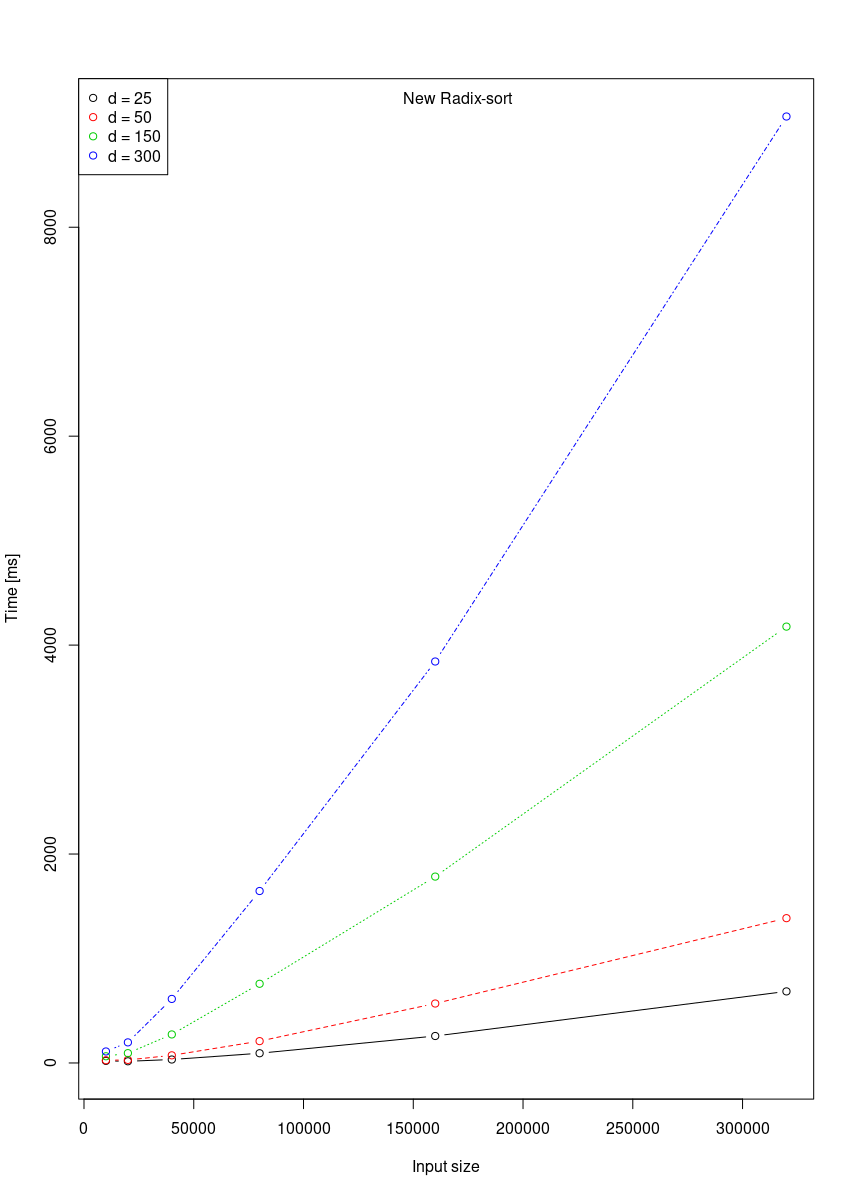 New Radix-sort
d = 25
d = 50
d = 150
d = 300
Time [ms]
8000
6000
4000
2000
0
0 50000 100000 150000 200000 250000 300000
Input size